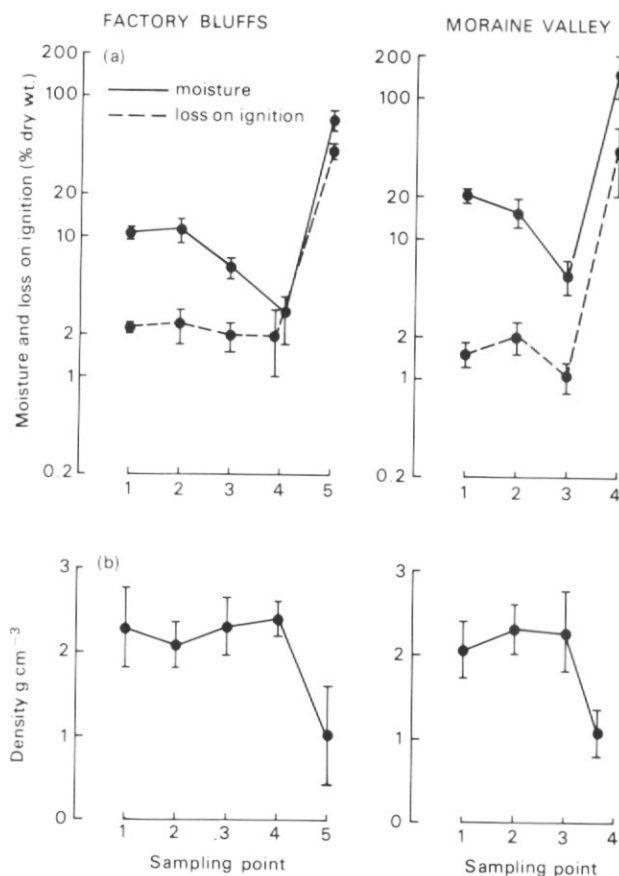 FACTORY BLUFFS
MORAINE VALLEY
(a)
moisture
loss on ignition
Moisture and loss on ignition (% dry wt.)
200
100
20
10
2
1
0.2
1 2 3 4 5
200
100
20
10
2
1
0.2
1 2 3 4
(b)
Density g cm⁻³
3
2
1
0
1 2 3 4 5
Sampling point
3
2
1
0
1 2 3 4
Sampling point